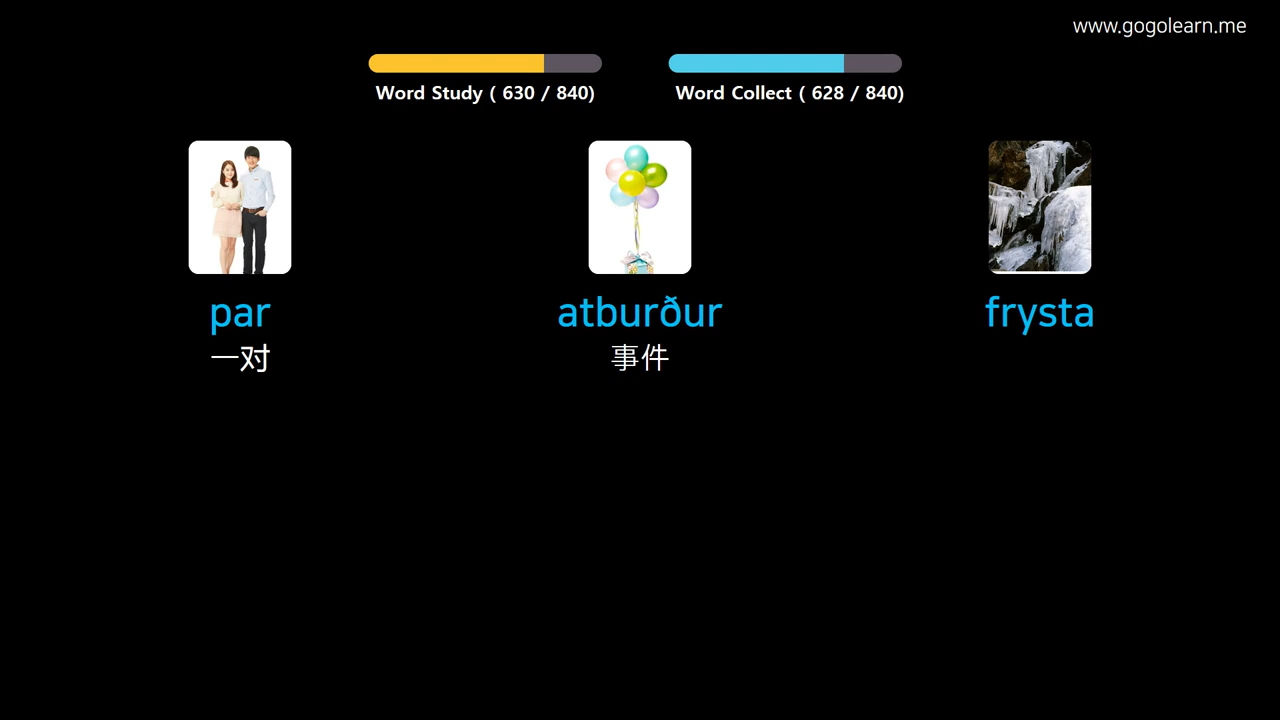 www.gogolearn.me
Word Study ( 630 / 840)
Word Collect ( 628 / 840)
par
atburður
frysta
一对
事件